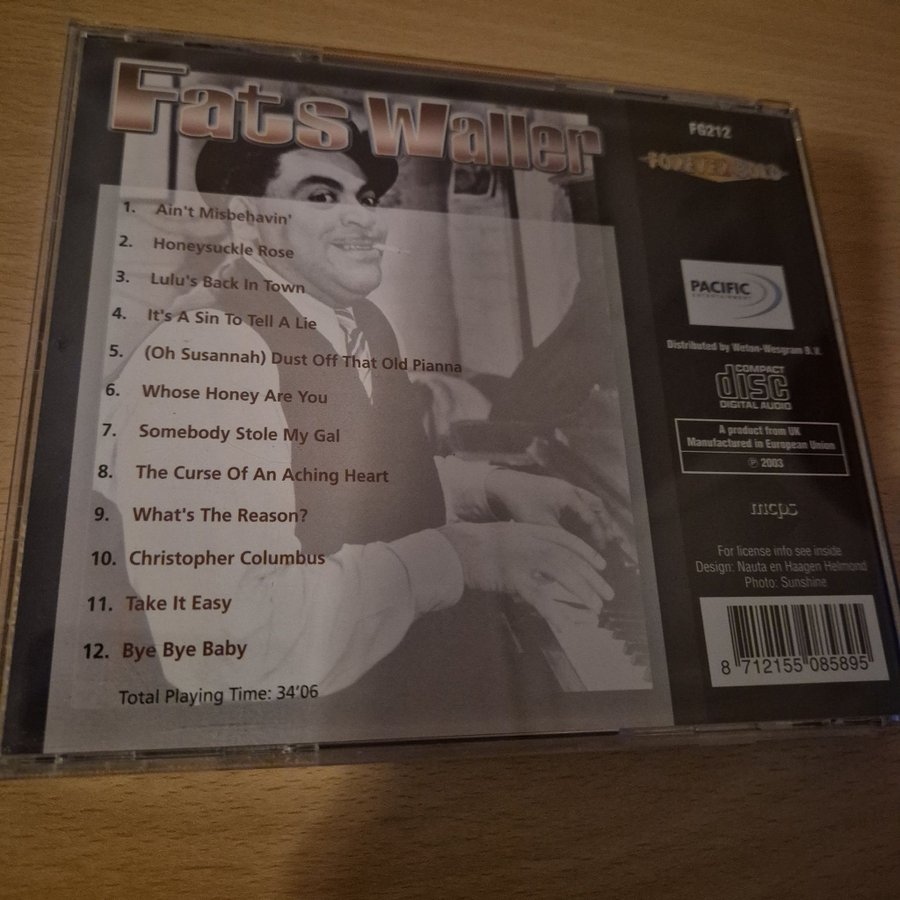 Fats Waller
1. Ain't Misbehavin'
2. Honeysuckle Rose
3. Lulu's Back In Town
4. It's A Sin To Tell A Lie
5. (Oh Susannah) Dust Off That Old Pianna
6. Whose Honey Are You
7. Somebody Stole My Gal
8. The Curse Of An Aching Heart
9. What's The Reason?
10. Christopher Columbus
11. Take It Easy
12. Bye Bye Baby
Total Playing Time: 34'06
FG212
FOREVER GOLD
PACIFIC
ENTERTAINMENT
Distributed by Weton-Wesgram B.V.
COMPACT
disc
DIGITAL AUDIO
A product from UK
Manufactured in European Union
℗ 2003
mcps
For license info see inside
Design: Nauta en Haagen Helmond
Photo: Sunshine
8 712155 085895